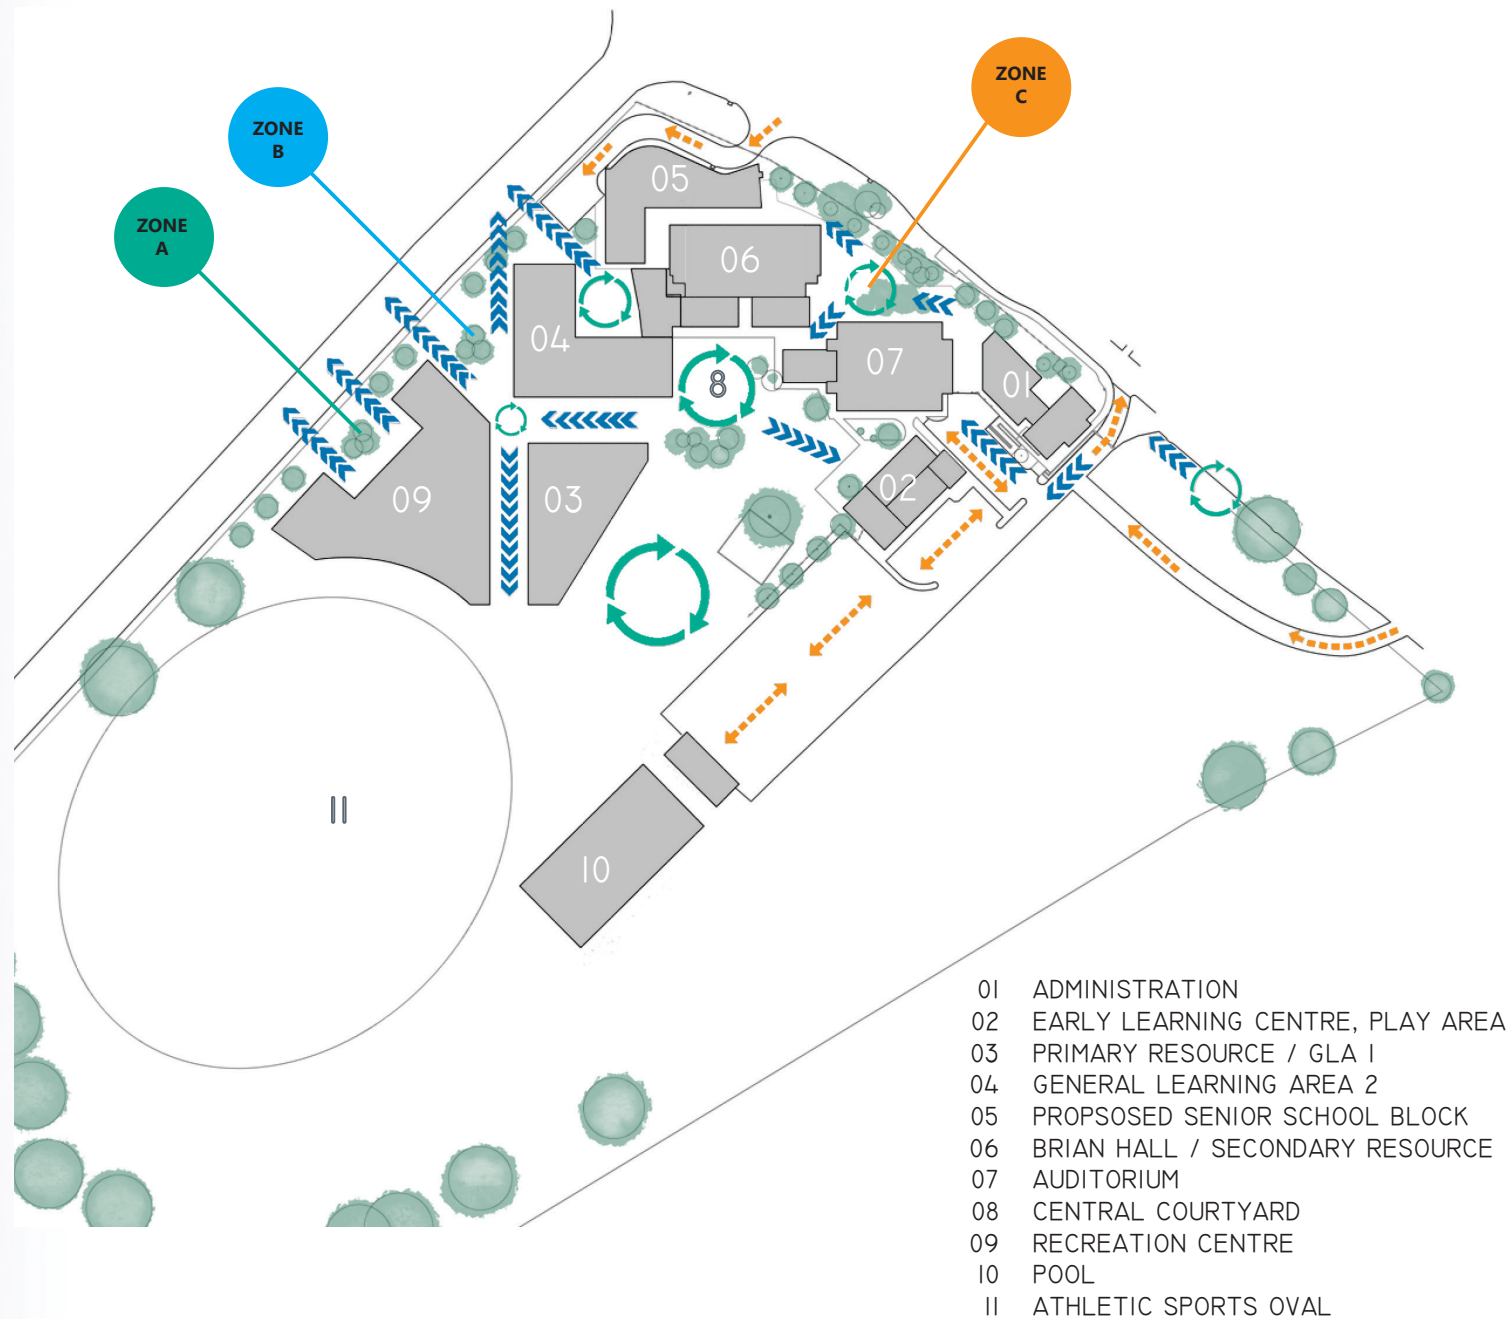 ZONE
C
ZONE
B
ZONE
A
05
06
04
07
01
8
09
03
02
11
10
01 ADMINISTRATION
02 EARLY LEARNING CENTRE, PLAY AREA
03 PRIMARY RESOURCE / GLA 1
04 GENERAL LEARNING AREA 2
05 PROPSOSED SENIOR SCHOOL BLOCK
06 BRIAN HALL / SECONDARY RESOURCE
07 AUDITORIUM
08 CENTRAL COURTYARD
09 RECREATION CENTRE
10 POOL
11 ATHLETIC SPORTS OVAL